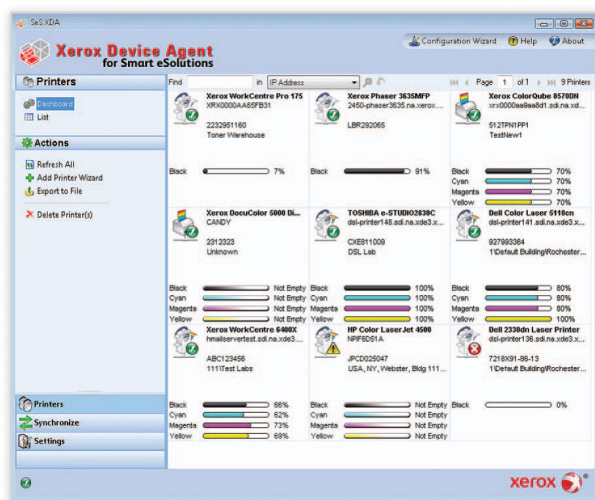 SeS XDA
Xerox Device Agent
for Smart eSolutions
Configuration Wizard Help About
Printers
Find in IP Address Page 1 of 1 9 Printers
Dashboard
List
Actions
Refresh All
Add Printer Wizard
Export to File
Delete Printer(s)
Xerox WorkCentre Pro 175
XRX0000AA65FB31
2232951160
Toner Warehouse
Black 7%
Xerox Phaser 3635MFP
2450-phaser3635.na.xerox....
LBR292065
Black 91%
Xerox ColorQube 8570DN
xrx0000aa9aa8d1.sdi.na.xd...
512TPN1PP1
TestNew1
Black 70%
Cyan 70%
Magenta 70%
Yellow 70%
Xerox DocuColor 5000 Di...
CANDY
2312323
Unknown
Black Not Empty
Cyan Not Empty
Magenta Not Empty
Yellow Not Empty
TOSHIBA e-STUDIO2830C
dsl-printer148.sdi.na.xde3.x...
CXE811009
DSL Lab
Black 100%
Cyan 100%
Magenta 100%
Yellow 100%
Dell Color Laser 5110cn
dsl-printer141.sdi.na.xde3.x...
927993364
1\Default Building\Rochester...
Black 80%
Cyan 80%
Magenta 80%
Yellow 100%
Xerox WorkCentre 6400X
hmailservertest.sdi.na.xde3....
ABC123456
111\Test Labs
Black 66%
Cyan 62%
Magenta 73%
Yellow 69%
HP Color LaserJet 4500
NPIF6D51A
JPCD025047
USA, NY, Webster, Bldg 111...
Black Not Empty
Cyan Not Empty
Magenta Not Empty
Yellow Not Empty
Dell 2330dn Laser Printer
dsl-printer136.sdi.na.xde3.x...
7218X91-86-13
1\Default Building\Rochester...
Black 0%
Printers
Synchronize
Settings
xerox